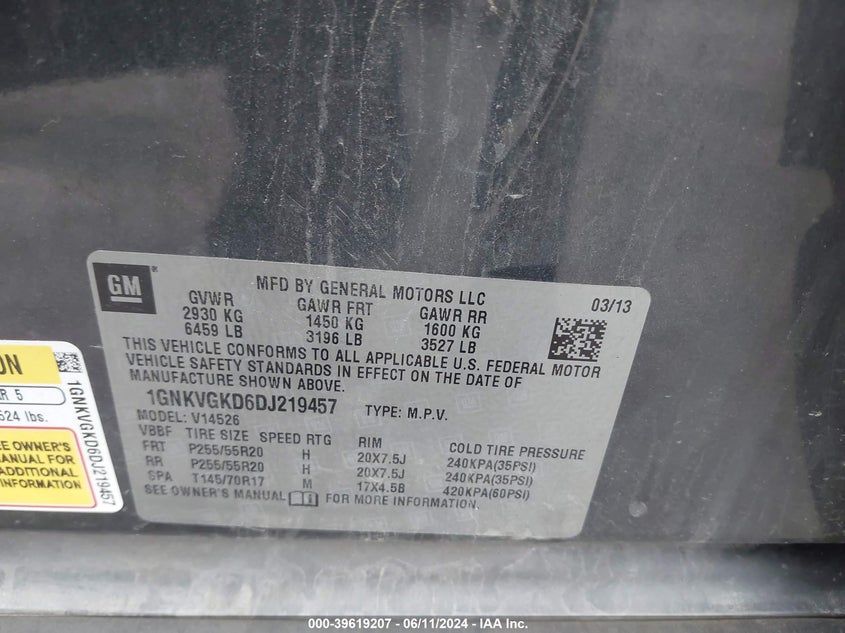 GM
MFD BY GENERAL MOTORS LLC
03/13
GVWR GAWR FRT GAWR RR
2930 KG 1450 KG 1600 KG
6459 LB 3196 LB 3527 LB
THIS VEHICLE CONFORMS TO ALL APPLICABLE U.S. FEDERAL MOTOR
VEHICLE SAFETY STANDARDS IN EFFECT ON THE DATE OF
MANUFACTURE SHOWN ABOVE.
1GNKVGKD6DJ219457 TYPE: M.P.V.
MODEL: V14526
VBBF TIRE SIZE SPEED RTG RIM COLD TIRE PRESSURE
FRT P255/55R20 H 20X7.5J 240KPA(35PSI)
RR P255/55R20 H 20X7.5J 240KPA(35PSI)
SPA T145/70R17 M 17X4.5B 420KPA(60PSI)
SEE OWNER'S MANUAL FOR MORE INFORMATION.
ON
R 5
524 lbs.
EE OWNER'S
MANUAL FOR
ADDITIONAL
INFORMATION
1GNKVGKD6DJ219457
000-39619207 - 06/11/2024 - IAA Inc.